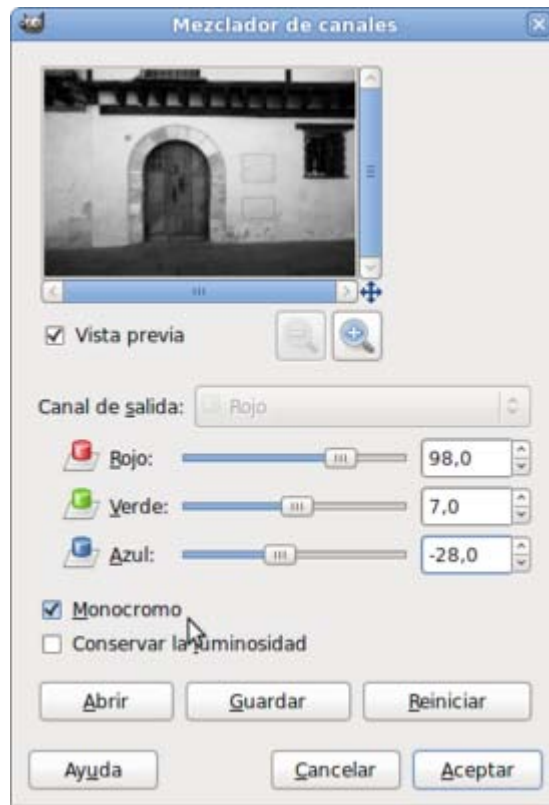 Mezclador de canales
Vista previa
Canal de salida: Rojo
Rojo: 98,0
Verde: 7,0
Azul: -28,0
Monocromo
Conservar la luminosidad
Abrir Guardar Reiniciar
Ayuda Cancelar Aceptar